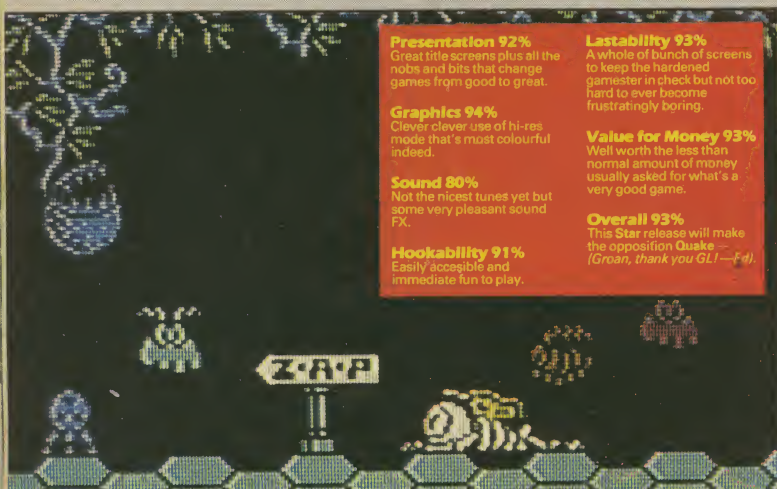 Presentation 92%
Great title screens plus all the
nobs and bits that change
games from good to great.
Graphics 94%
Clever clever use of hi-res
mode that's most colourful
indeed.
Sound 80%
Not the nicest tunes yet but
some very pleasant sound
FX.
Hookability 91%
Easily accesible and
immediate fun to play.
Lastability 93%
A whole of bunch of screens
to keep the hardened
gamester in check but not too
hard to ever become
frustratingly boring.
Value for Money 93%
Well worth the less than
normal amount of money
usually asked for what's a
very good game.
Overall 93%
This Star release will make
the opposition Quake —
(Groan, thank you GL! —Ed).
Z·A·P